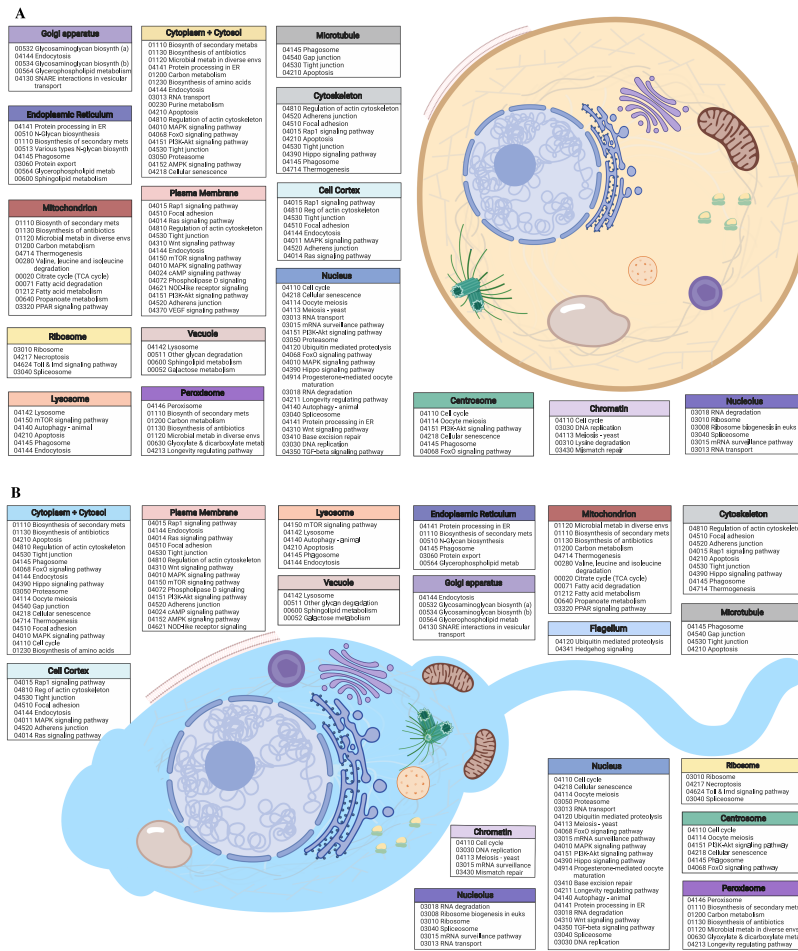 A
Golgi apparatus
00532 Glycosaminoglycan biosynth (a)
04144 Endocytosis
00534 Glycosaminoglycan biosynth (b)
00564 Glycerophospholipid metabolism
04130 SNARE interactions in vesicular
transport
Endoplasmic Reticulum
04141 Protein processing in ER
00510 N-Glycan biosynthesis
01110 Biosynthesis of secondary mets
00513 Various types N-glycan biosynth
04145 Phagosome
03060 Protein export
00564 Glycerophospholipid metab
00600 Sphingolipid metabolism
Mitochondrion
01110 Biosynth of secondary mets
01130 Biosynthesis of antibiotics
01120 Microbial metab in diverse envs
01200 Carbon metabolism
04714 Thermogenesis
00280 Valine, leucine and isoleucine
degradation
00020 Citrate cycle (TCA cycle)
00071 Fatty acid degradation
01212 Fatty acid metabolism
00640 Propanoate metabolism
03320 PPAR signaling pathway
Ribosome
03010 Ribosome
04217 Necroptosis
04624 Toll & Imd signaling pathway
03040 Spliceosome
Lysosome
04142 Lysosome
04150 mTOR signaling pathway
04140 Autophagy - animal
04210 Apoptosis
04145 Phagosome
04144 Endocytosis
Cytoplasm + Cytosol
01110 Biosynth of secondary metabs
01130 Biosynthesis of antibiotics
01120 Microbial metab in diverse envs
04141 Protein processing in ER
01200 Carbon metabolism
01230 Biosynthesis of amino acids
04144 Endocytosis
03013 RNA transport
00230 Purine metabolism
04210 Apoptosis
04810 Regulation of actin cytoskeleton
04010 MAPK signaling pathway
04068 FoxO signaling pathway
04151 PI3K-Akt signaling pathway
04530 Tight junction
03050 Proteasome
04152 AMPK signaling pathway
04218 Cellular senescence
Plasma Membrane
04015 Rap1 signaling pathway
04510 Focal adhesion
04014 Ras signaling pathway
04810 Regulation of actin cytoskeleton
04530 Tight junction
04310 Wnt signaling pathway
04144 Endocytosis
04150 mTOR signaling pathway
04010 MAPK signaling pathway
04024 cAMP signaling pathway
04072 Phospholipase D signaling
04621 NOD-like receptor signaling
04151 PI3K-Akt signaling pathway
04520 Adherens junction
04370 VEGF signaling pathway
Vacuole
04142 Lysosome
00511 Other glycan degradation
00600 Sphingolipid metabolism
00052 Galactose metabolism
Peroxisome
04146 Peroxisome
01110 Biosynth of secondary mets
01200 Carbon metabolism
01130 Biosynthesis of antibiotics
01120 Microbial metab in diverse envs
00630 Glyoxylate & dicarboxylate metab
04213 Longevity regulating pathway
Microtubule
04145 Phagosome
04540 Gap junction
04530 Tight junction
04210 Apoptosis
Cytoskeleton
04810 Regulation of actin cytoskeleton
04520 Adherens junction
04510 Focal adhesion
04015 Rap1 signaling pathway
04210 Apoptosis
04530 Tight junction
04390 Hippo signaling pathway
04145 Phagosome
04714 Thermogenesis
Cell Cortex
04015 Rap1 signaling pathway
04810 Reg of actin cytoskeleton
04530 Tight junction
04510 Focal adhesion
04144 Endocytosis
04011 MAPK signaling pathway
04520 Adherens junction
04014 Ras signaling pathway
Nucleus
04110 Cell cycle
04218 Cellular senescence
04114 Oocyte meiosis
04113 Meiosis - yeast
03013 RNA transport
03015 mRNA surveillance pathway
04151 PI3K-Akt signaling pathway
03050 Proteasome
04120 Ubiquitin mediated proteolysis
04068 FoxO signaling pathway
04010 MAPK signaling pathway
04390 Hippo signaling pathway
04914 Progesterone-mediated oocyte
maturation
03018 RNA degradation
04211 Longevity regulating pathway
04140 Autophagy - animal
03040 Spliceosome
04141 Protein processing in ER
04310 Wnt signaling pathway
03410 Base excision repair
03030 DNA replication
04350 TGF-beta signaling pathway
Centrosome
04110 Cell cycle
04114 Oocyte meiosis
04151 PI3K-Akt signaling pathway
04218 Cellular senescence
04145 Phagosome
04068 FoxO signaling pathway
Chromatin
04110 Cell cycle
03030 DNA replication
04113 Meiosis - yeast
00310 Lysine degradation
03430 Mismatch repair
Nucleolus
03018 RNA degradation
03010 Ribosome
03008 Ribosome biogenesis in euks
03040 Spliceosome
03015 mRNA surveillance pathway
03013 RNA transport
B
Cytoplasm + Cytosol
01110 Biosynthesis of secondary mets
01130 Biosynthesis of antibiotics
04210 Apoptosis
04810 Regulation of actin cytoskeleton
04530 Tight junction
04145 Phagosome
04068 FoxO signaling pathway
04144 Endocytosis
04390 Hippo signaling pathway
03050 Proteasome
04114 Oocyte meiosis
04540 Gap junction
04218 Cellular senescence
04714 Thermogenesis
04510 Focal adhesion
04010 MAPK signaling pathway
04110 Cell cycle
01230 Biosynthesis of amino acids
Cell Cortex
04015 Rap1 signaling pathway
04810 Reg of actin cytoskeleton
04530 Tight junction
04510 Focal adhesion
04144 Endocytosis
04011 MAPK signaling pathway
04520 Adherens junction
04014 Ras signaling pathway
Plasma Membrane
04015 Rap1 signaling pathway
04144 Endocytosis
04014 Ras signaling pathway
04510 Focal adhesion
04530 Tight junction
04810 Regulation of actin cytoskeleton
04310 Wnt signaling pathway
04010 MAPK signaling pathway
04150 mTOR signaling pathway
04072 Phospholipase D signaling
04151 PI3K-Akt signaling pathway
04520 Adherens junction
04024 cAMP signaling pathway
04152 AMPK signaling pathway
04621 NOD-like receptor signaling
Lysosome
04150 mTOR signaling pathway
04142 Lysosome
04140 Autophagy - animal
04210 Apoptosis
04145 Phagosome
04144 Endocytosis
Vacuole
04142 Lysosome
00511 Other glycan degradation
00600 Sphingolipid metabolism
00052 Galactose metabolism
Endoplasmic Reticulum
04141 Protein processing in ER
01110 Biosynthesis of secondary mets
00510 N-Glycan biosynthesis
04145 Phagosome
03060 Protein export
00564 Glycerophospholipid metab
Golgi apparatus
04144 Endocytosis
00532 Glycosaminoglycan biosynth (a)
00534 Glycosaminoglycan biosynth (b)
00564 Glycerophospholipid metab
04130 SNARE interactions in vesicular
transport
Mitochondrion
01120 Microbial metab in diverse envs
01110 Biosynthesis of secondary mets
01130 Biosynthesis of antibiotics
01200 Carbon metabolism
04714 Thermogenesis
00280 Valine, leucine and isoleucine
degradation
00020 Citrate cycle (TCA cycle)
00071 Fatty acid degradation
01212 Fatty acid metabolism
00640 Propanoate metabolism
03320 PPAR signaling pathway
Flagellum
04120 Ubiquitin mediated proteolysis
04341 Hedgehog signaling
Cytoskeleton
04810 Regulation of actin cytoskeleton
04510 Focal adhesion
04520 Adherens junction
04015 Rap1 signaling pathway
04210 Apoptosis
04530 Tight junction
04390 Hippo signaling pathway
04145 Phagosome
04714 Thermogenesis
Microtubule
04145 Phagosome
04540 Gap junction
04530 Tight junction
04210 Apoptosis
Chromatin
04110 Cell cycle
03030 DNA replication
04113 Meiosis - yeast
03015 mRNA surveillance
03430 Mismatch repair
Nucleolus
03018 RNA degradation
03008 Ribosome biogenesis in euks
03010 Ribosome
03040 Spliceosome
03015 mRNA surveillance pathway
03013 RNA transport
Nucleus
04110 Cell cycle
04218 Cellular senescence
04114 Oocyte meiosis
03050 Proteasome
03013 RNA transport
04120 Ubiquitin mediated proteolysis
04113 Meiosis - yeast
04068 FoxO signaling pathway
03015 mRNA surveillance pathway
04010 MAPK signaling pathway
04151 PI3K-Akt signaling pathway
04390 Hippo signaling pathway
04914 Progesterone-mediated oocyte
maturation
03410 Base excision repair
04211 Longevity regulating pathway
04140 Autophagy - animal
04141 Protein processing in ER
03018 RNA degradation
04310 Wnt signaling pathway
04350 TGF-beta signaling pathway
03040 Spliceosome
03030 DNA replication
Ribosome
03010 Ribosome
04217 Necroptosis
04624 Toll & Imd signaling pathway
03040 Spliceosome
Centrosome
04110 Cell cycle
04114 Oocyte meiosis
04151 PI3K-Akt signaling pathway
04218 Cellular senescence
04145 Phagosome
04068 FoxO signaling pathway
Peroxisome
04146 Peroxisome
01110 Biosynthesis of secondary mets
01200 Carbon metabolism
01130 Biosynthesis of antibiotics
01120 Microbial metab in diverse envs
00630 Glyoxylate & dicarboxylate metab
04213 Longevity regulating pathway